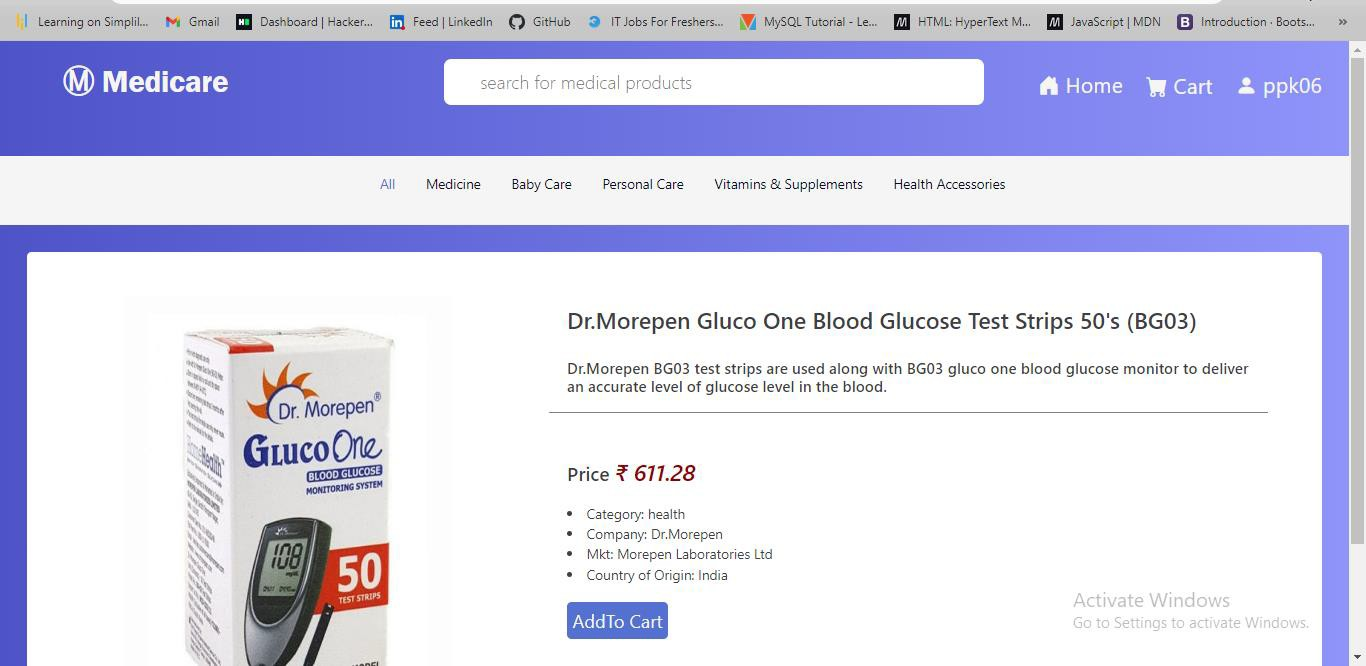 Learning on Simplil...
Gmail
Dashboard | Hacker...
Feed | LinkedIn
GitHub
IT Jobs For Freshers...
MySQL Tutorial - Le...
HTML: HyperText M...
JavaScript | MDN
Introduction · Boots...
»
Medicare
search for medical products
Home
Cart
ppk06
All
Medicine
Baby Care
Personal Care
Vitamins & Supplements
Health Accessories
Dr. Morepen®
GLUCO One
BLOOD GLUCOSE
MONITORING SYSTEM
HomeHealth™
108
mg/dL
50
TEST STRIPS
Dr.Morepen Gluco One Blood Glucose Test Strips 50's (BG03)
Dr.Morepen BG03 test strips are used along with BG03 gluco one blood glucose monitor to deliver
an accurate level of glucose level in the blood.
Price ₹ 611.28
Category: health
Company: Dr.Morepen
Mkt: Morepen Laboratories Ltd
Country of Origin: India
AddTo Cart
Activate Windows
Go to Settings to activate Windows.